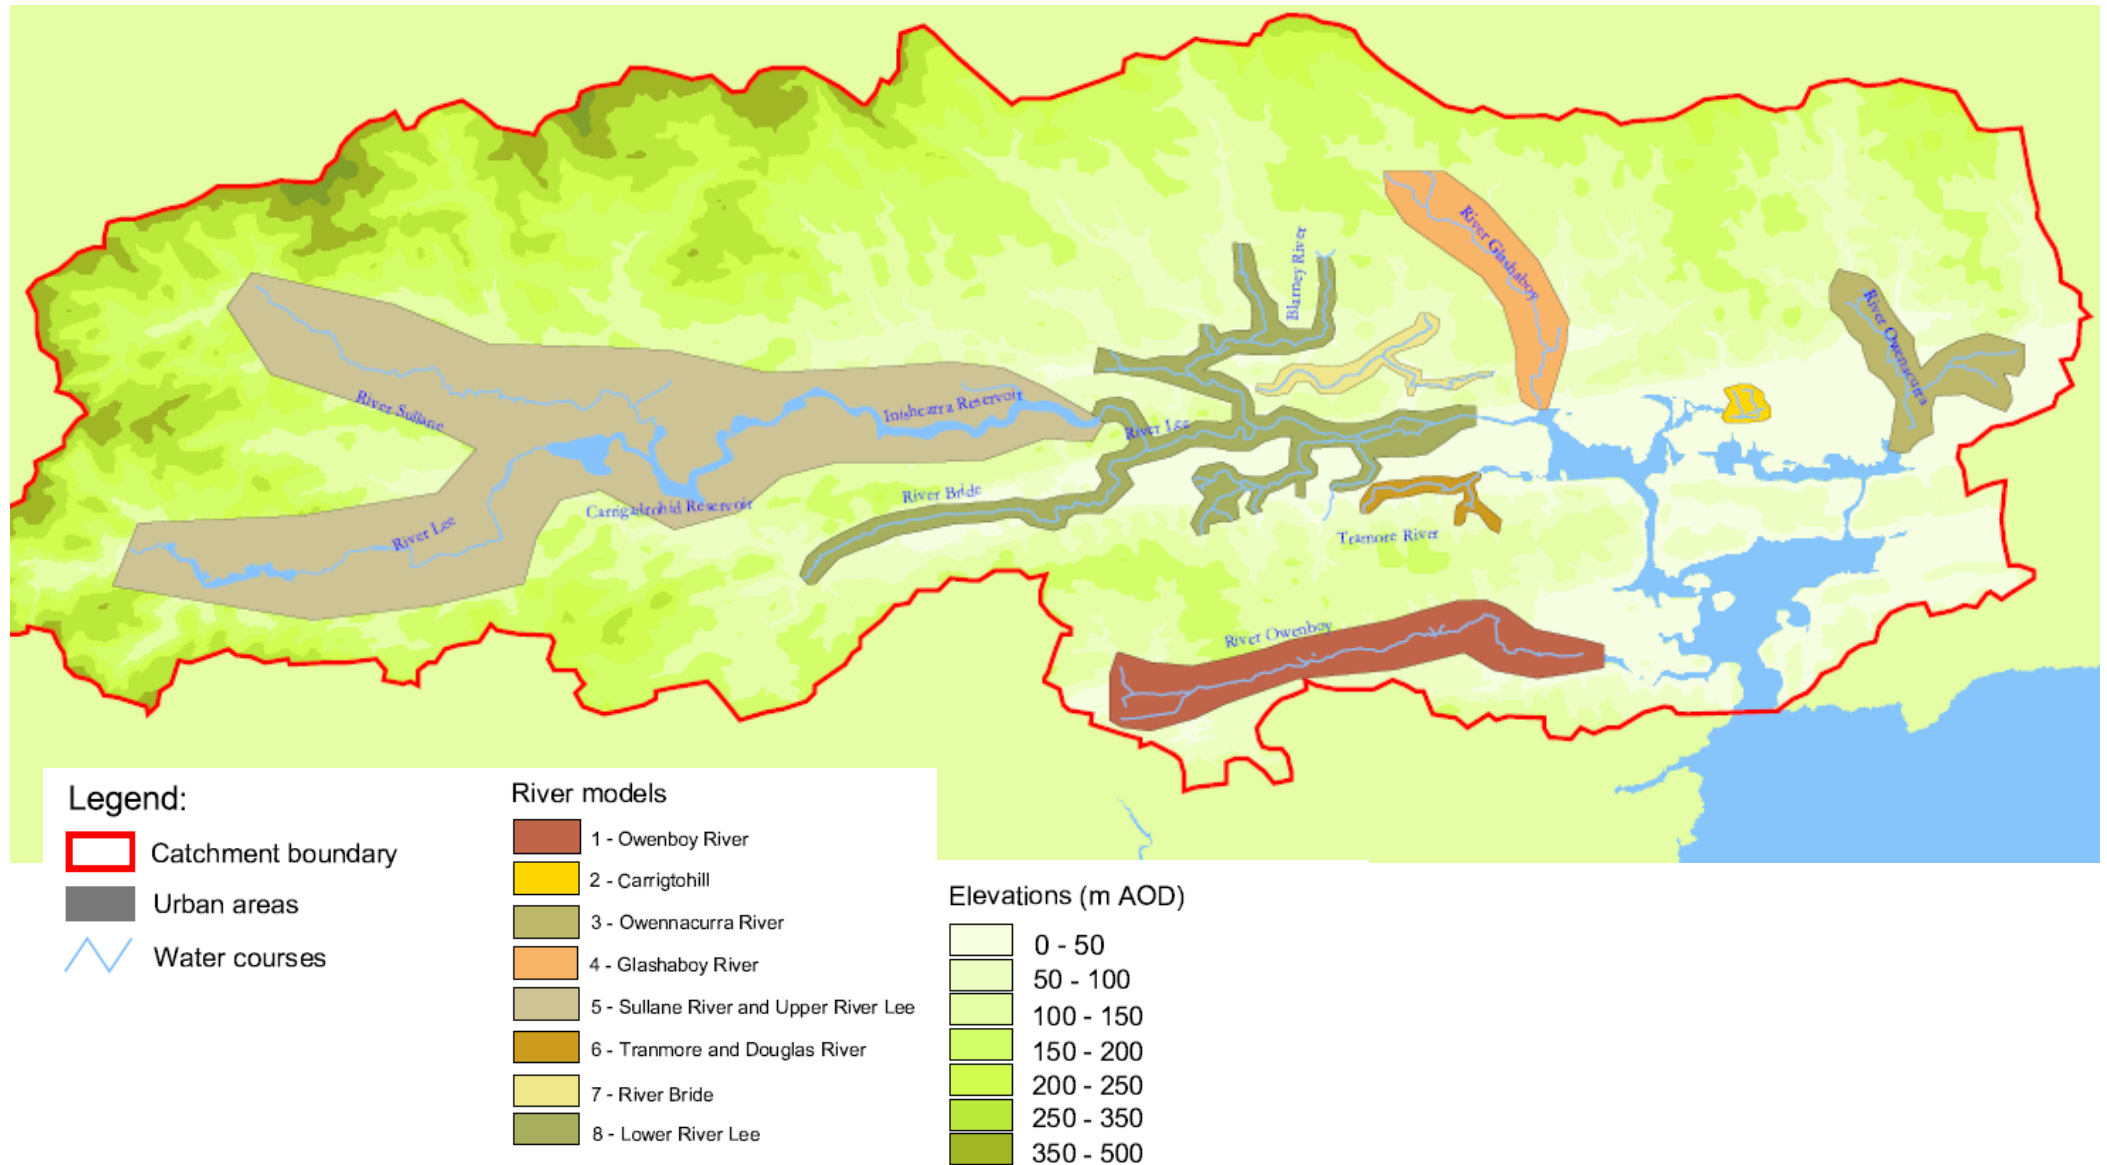 River Glashaboy
Blarney River
River Owenacurra
River Sullane
Inishcarra Reservoir
River Lee
River Bride
Carrigadrohid Reservoir
River Lee
Tramore River
River Owenboy
Legend:
Catchment boundary
Urban areas
Water courses
River models
1 - Owenboy River
2 - Carrigtohill
3 - Owennacurra River
4 - Glashaboy River
5 - Sullane River and Upper River Lee
6 - Tranmore and Douglas River
7 - River Bride
8 - Lower River Lee
Elevations (m AOD)
0 - 50
50 - 100
100 - 150
150 - 200
200 - 250
250 - 350
350 - 500